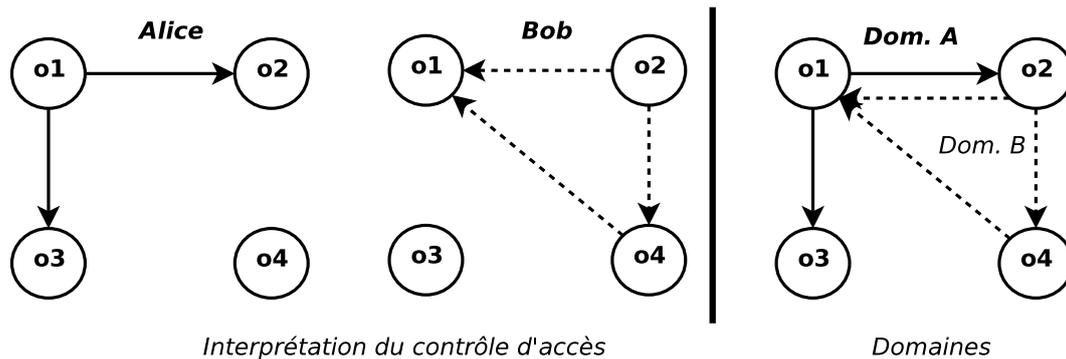 Alice
Bob
Dom. A
o1
o2
o1
o2
o1
o2
Dom. B
o3
o4
o3
o4
o3
o4
Interprétation du contrôle d'accès
Domaines